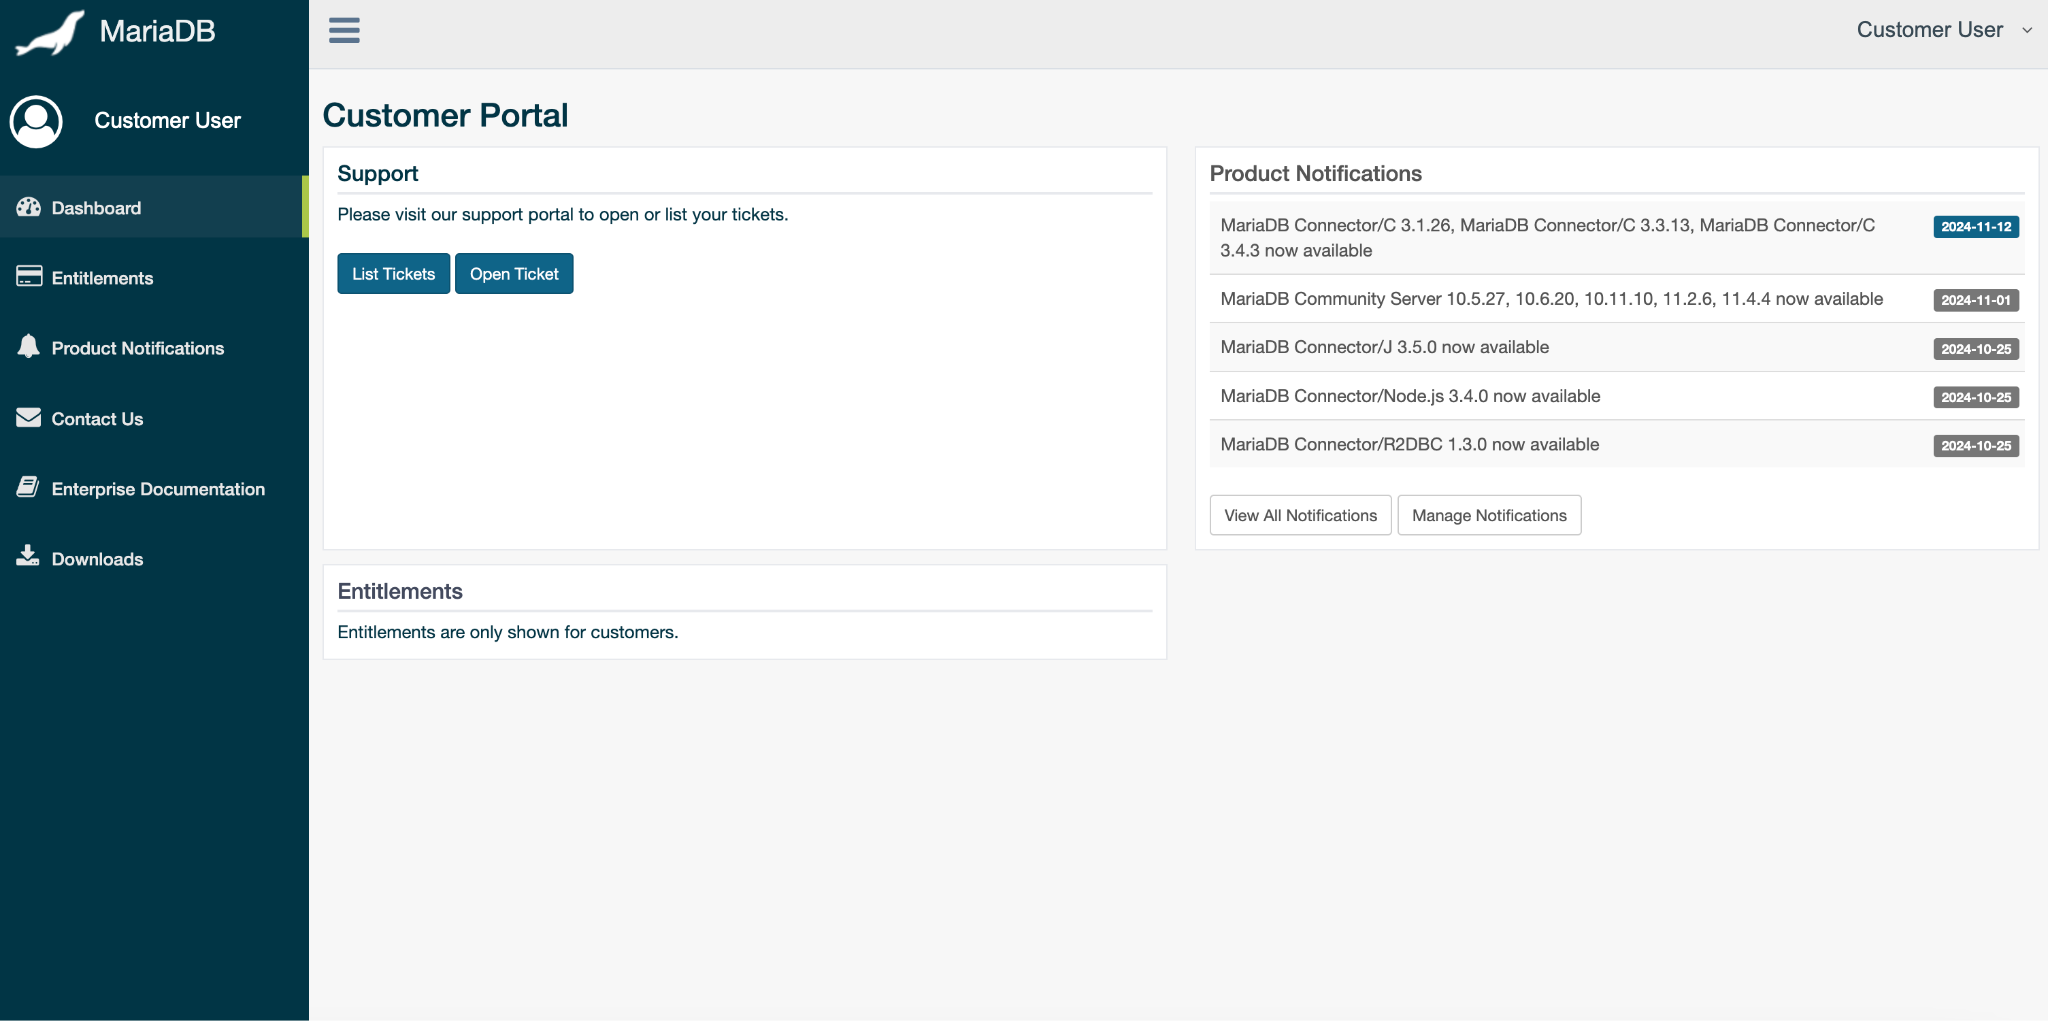 MariaDB
Customer User
Customer User
Dashboard
Entitlements
Product Notifications
Contact Us
Enterprise Documentation
Downloads
Customer Portal
Support
Please visit our support portal to open or list your tickets.
List Tickets
Open Ticket
Product Notifications
MariaDB Connector/C 3.1.26, MariaDB Connector/C 3.3.13, MariaDB Connector/C
3.4.3 now available
2024-11-12
MariaDB Community Server 10.5.27, 10.6.20, 10.11.10, 11.2.6, 11.4.4 now available
2024-11-01
MariaDB Connector/J 3.5.0 now available
2024-10-25
MariaDB Connector/Node.js 3.4.0 now available
2024-10-25
MariaDB Connector/R2DBC 1.3.0 now available
2024-10-25
View All Notifications
Manage Notifications
Entitlements
Entitlements are only shown for customers.